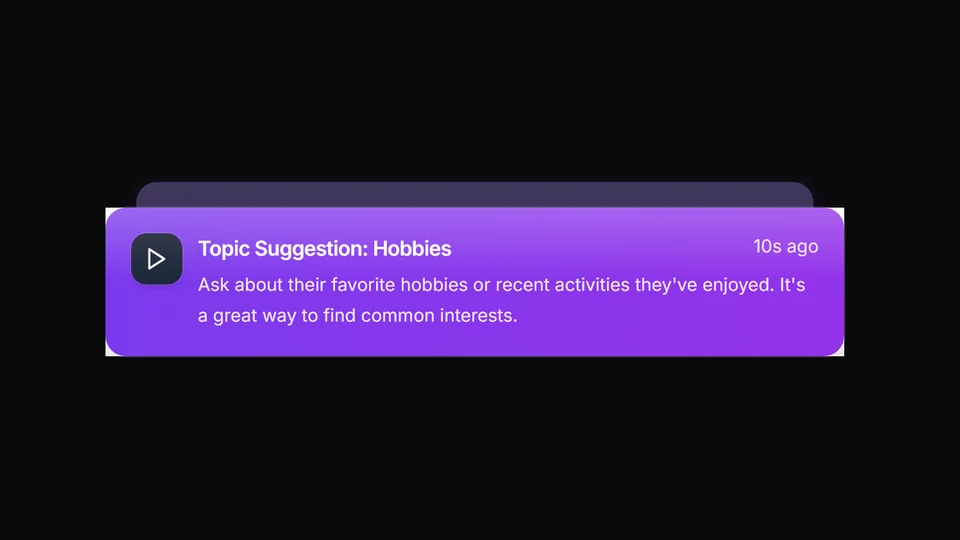 Topic Suggestion: Hobbies
10s ago
Ask about their favorite hobbies or recent activities they've enjoyed. It's
a great way to find common interests.